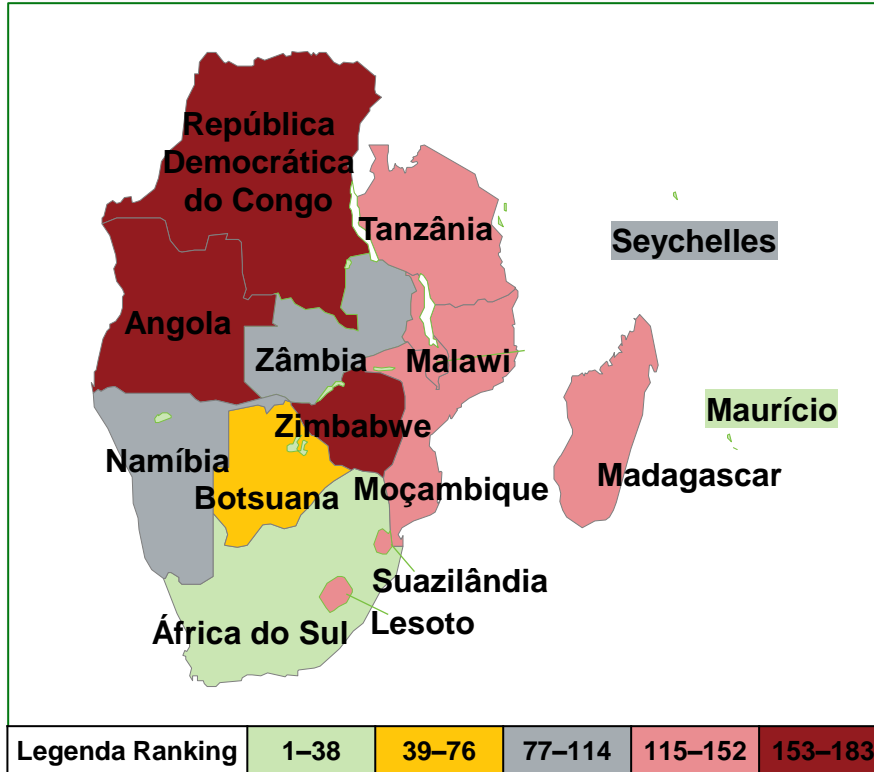 República
Democrática
do Congo
Tanzânia
Seychelles
Angola
Zâmbia
Malawi
Maurício
Zimbabwe
Namíbia
Botsuana
Moçambique
Madagascar
Suazilândia
Lesoto
África do Sul
Legenda Ranking 1–38 39–76 77–114 115–152 153–183